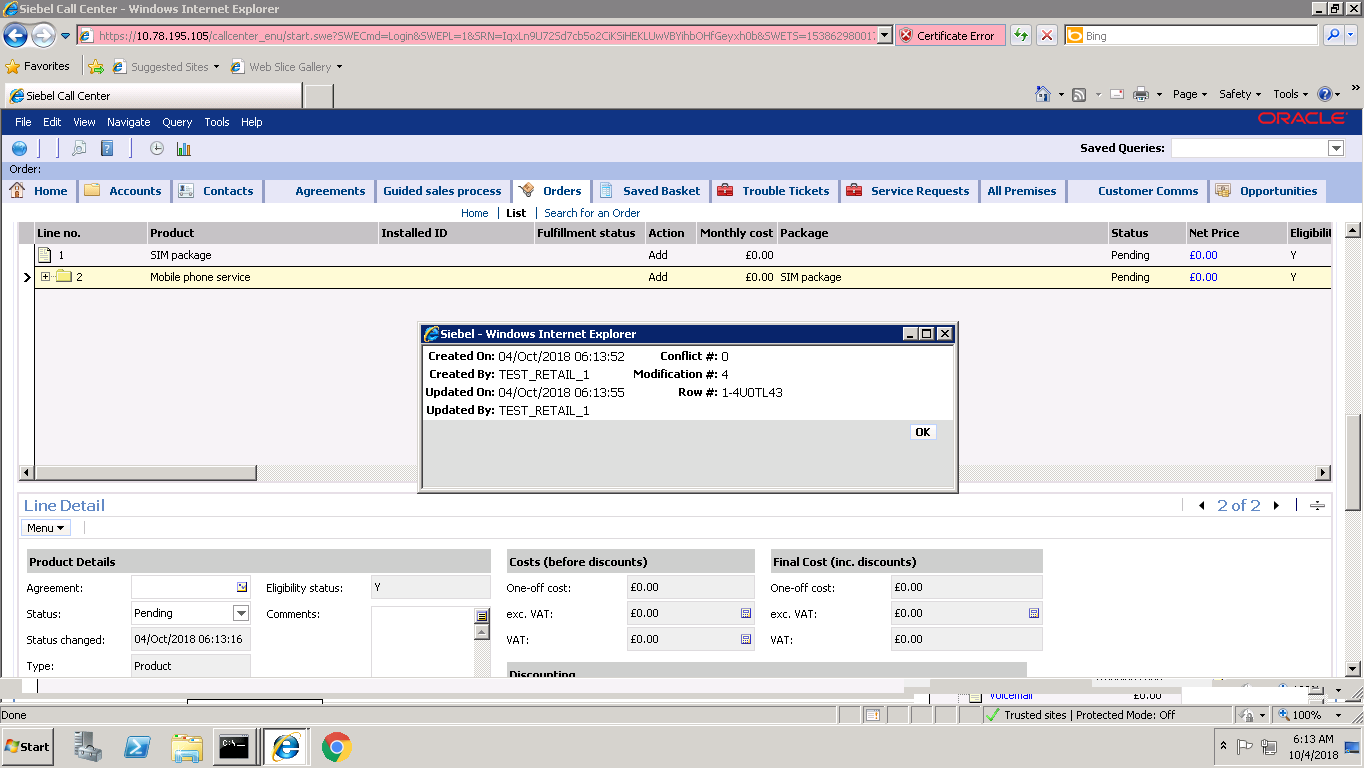 Siebel Call Center - Windows Internet Explorer
https://10.78.195.105/callcenter_enu/start.swe?SWECmd=Login&SWEPL=1&SRN=
Certificate Error
Bing
Favorites
Suggested Sites
Web Slice Gallery
Siebel Call Center
Page
Safety
Tools
File Edit View Navigate Query Tools Help
ORACLE
Saved Queries:
Order:
Home Accounts Contacts Agreements Guided sales process Orders Saved Basket Trouble Tickets Service Requests All Premises Customer Comms Opportunities
Home | List | Search for an Order
Line no. Product Installed ID Fulfillment status Action Monthly cost Package Status Net Price
1 SIM package Add £0.00 Pending £0.00 Y
2 Mobile phone service Add £0.00 SIM package Pending £0.00 Y
Siebel - Windows Internet Explorer
Created On: 04/Oct/2018 06:13:52 Conflict #: 0
Created By: TEST_RETAIL_1 Modification #: 4
Updated On: 04/Oct/2018 06:13:55 Row #: 1-4U0TL43
Updated By: TEST_RETAIL_1
OK
Line Detail
2 of 2
Menu
Product Details Costs (before discounts) Final Cost (inc. discounts)
Agreement: Eligibility status: Y One-off cost: £0.00 One-off cost: £0.00
Status: Pending Comments: exc. VAT: £0.00 exc. VAT: £0.00
Status changed: 04/Oct/2018 06:13:16 VAT: £0.00 VAT: £0.00
Type: Product
Discounting
Voicemail £0.00
Done
Trusted sites | Protected Mode: Off
100%
Start
6:13 AM
10/4/2018